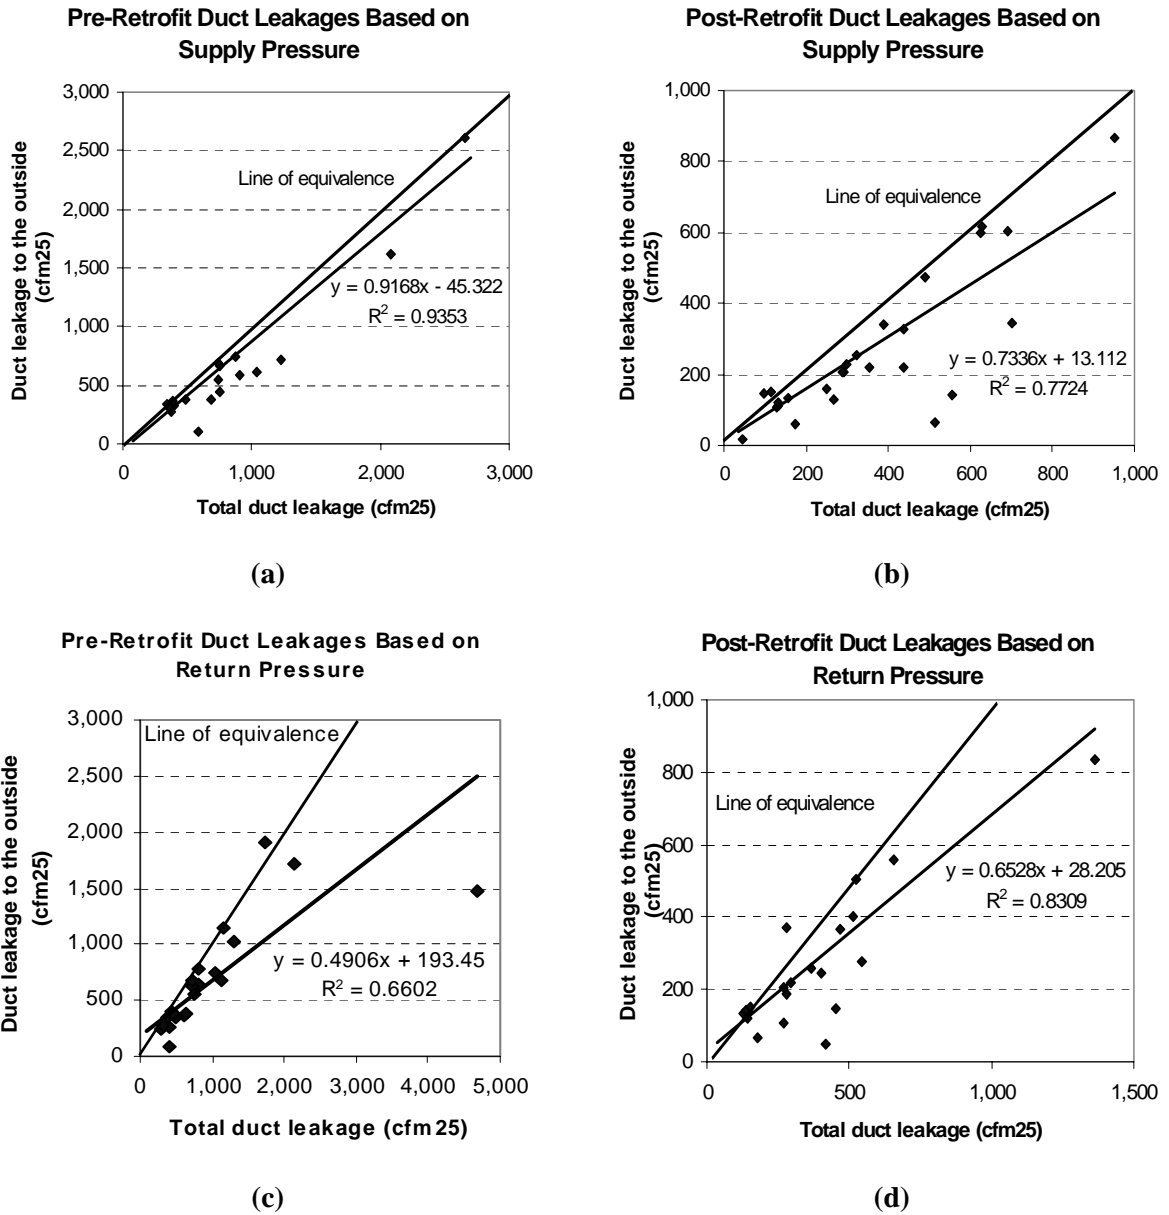 Pre-Retrofit Duct Leakages Based on
Supply Pressure
3,000
2,500
2,000
1,500
1,000
500
0
Duct leakage to the outside
(cfm25)
Line of equivalence
y = 0.9168x - 45.322
R² = 0.9353
0 1,000 2,000 3,000
Total duct leakage (cfm25)
(a)
Post-Retrofit Duct Leakages Based on
Supply Pressure
1,000
800
600
400
200
0
Duct leakage to the outside
(cfm25)
Line of equivalence
y = 0.7336x + 13.112
R² = 0.7724
0 200 400 600 800 1,000
Total duct leakage (cfm25)
(b)
Pre-Retrofit Duct Leakages Based on
Return Pressure
3,000
2,500
2,000
1,500
1,000
500
0
Duct leakage to the outside
(cfm25)
Line of equivalence
y = 0.4906x + 193.45
R² = 0.6602
0 1,000 2,000 3,000 4,000 5,000
Total duct leakage (cfm 25)
(c)
Post-Retrofit Duct Leakages Based on
Return Pressure
1,000
800
600
400
200
0
Duct leakage to the outside
(cfm25)
Line of equivalence
y = 0.6528x + 28.205
R² = 0.8309
0 500 1,000 1,500
Total duct leakage (cfm25)
(d)